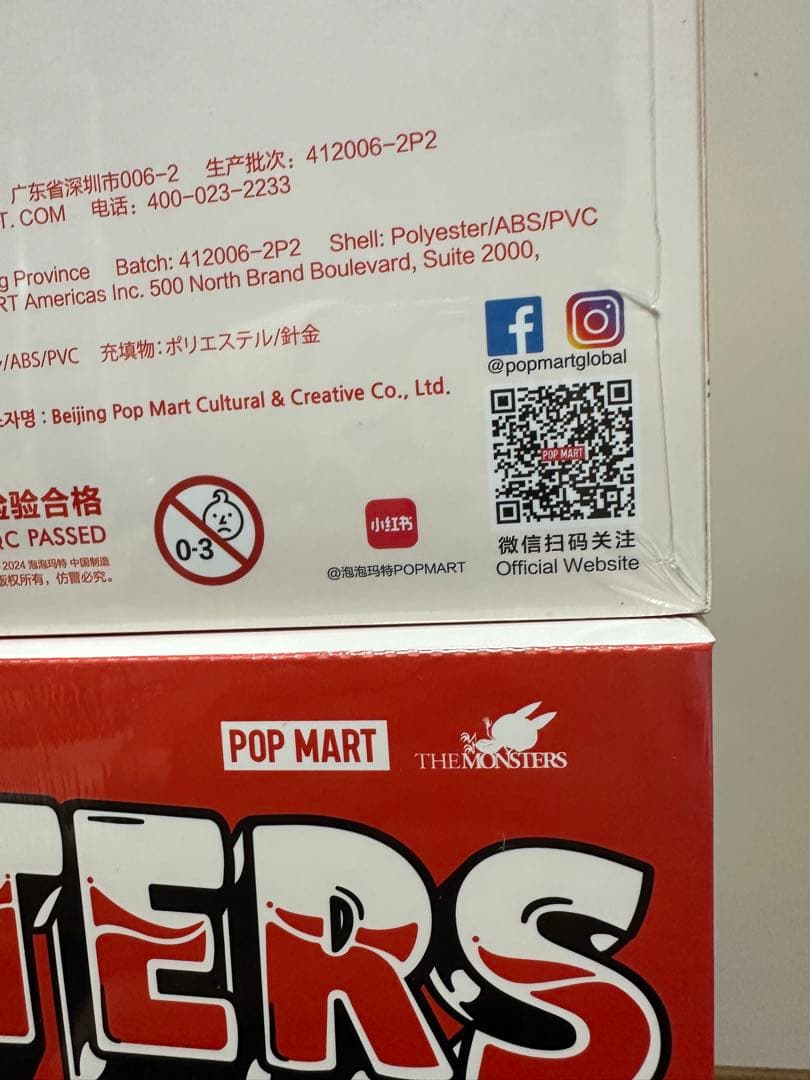 广东省深圳市006-2 生产批次：412006-2P2
T. COM 电话：400-023-2233
g Province Batch: 412006-2P2 Shell: Polyester/ABS/PVC
RT Americas Inc. 500 North Brand Boulevard, Suite 2000,
/ABS/PVC 充填物：ポリエステル/針金
자명 : Beijing Pop Mart Cultural & Creative Co., Ltd.
@popmartglobal
POP MART
验合格
QC PASSED
2024 泡泡玛特 中国制造
版权所有，仿冒必究。
0-3
小红书
@泡泡玛特POPMART
微信扫码关注
Official Website
POP MART
THE MONSTERS
TERS